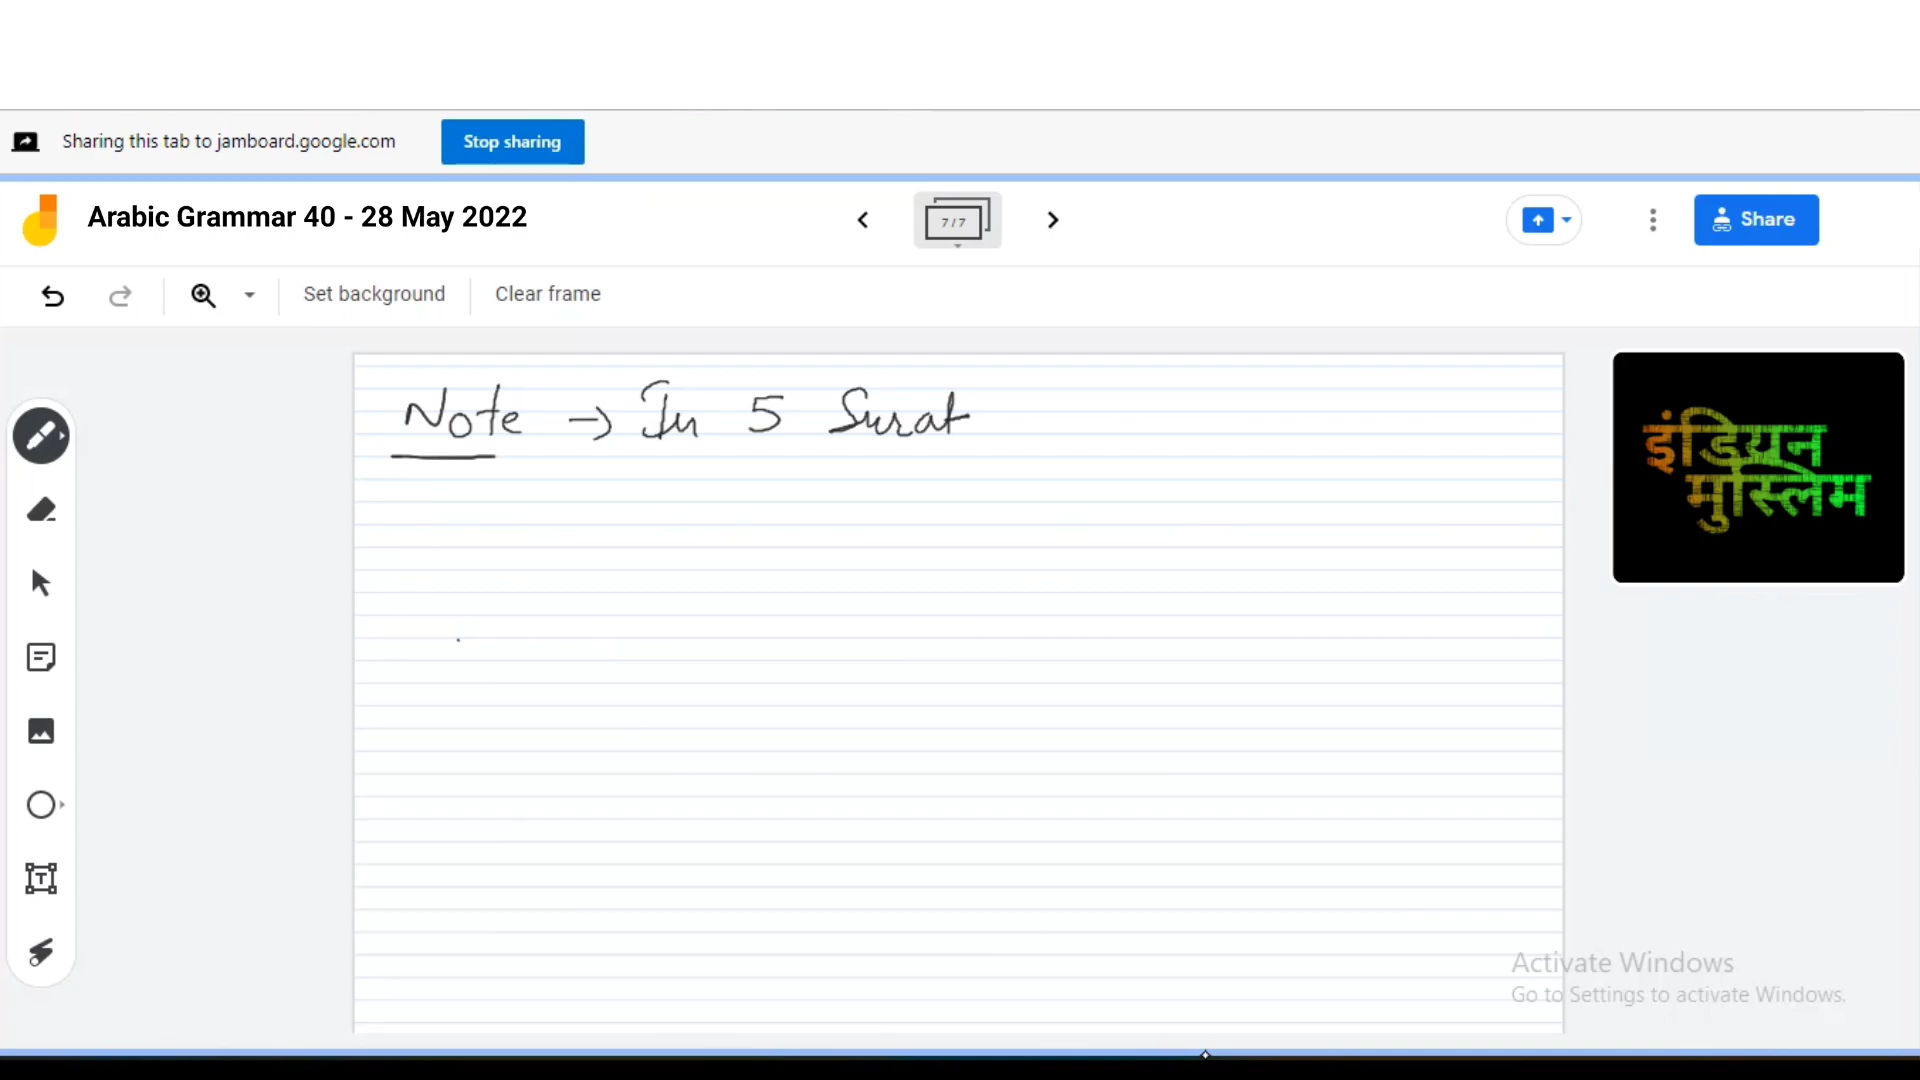 Sharing this tab to jamboard.google.com Stop sharing
Arabic Grammar 40 - 28 May 2022 7/7 Share
Set background Clear frame
Note → In 5 Surat
इंडियन
मुस्लिम
Activate Windows
Go to Settings to activate Windows.